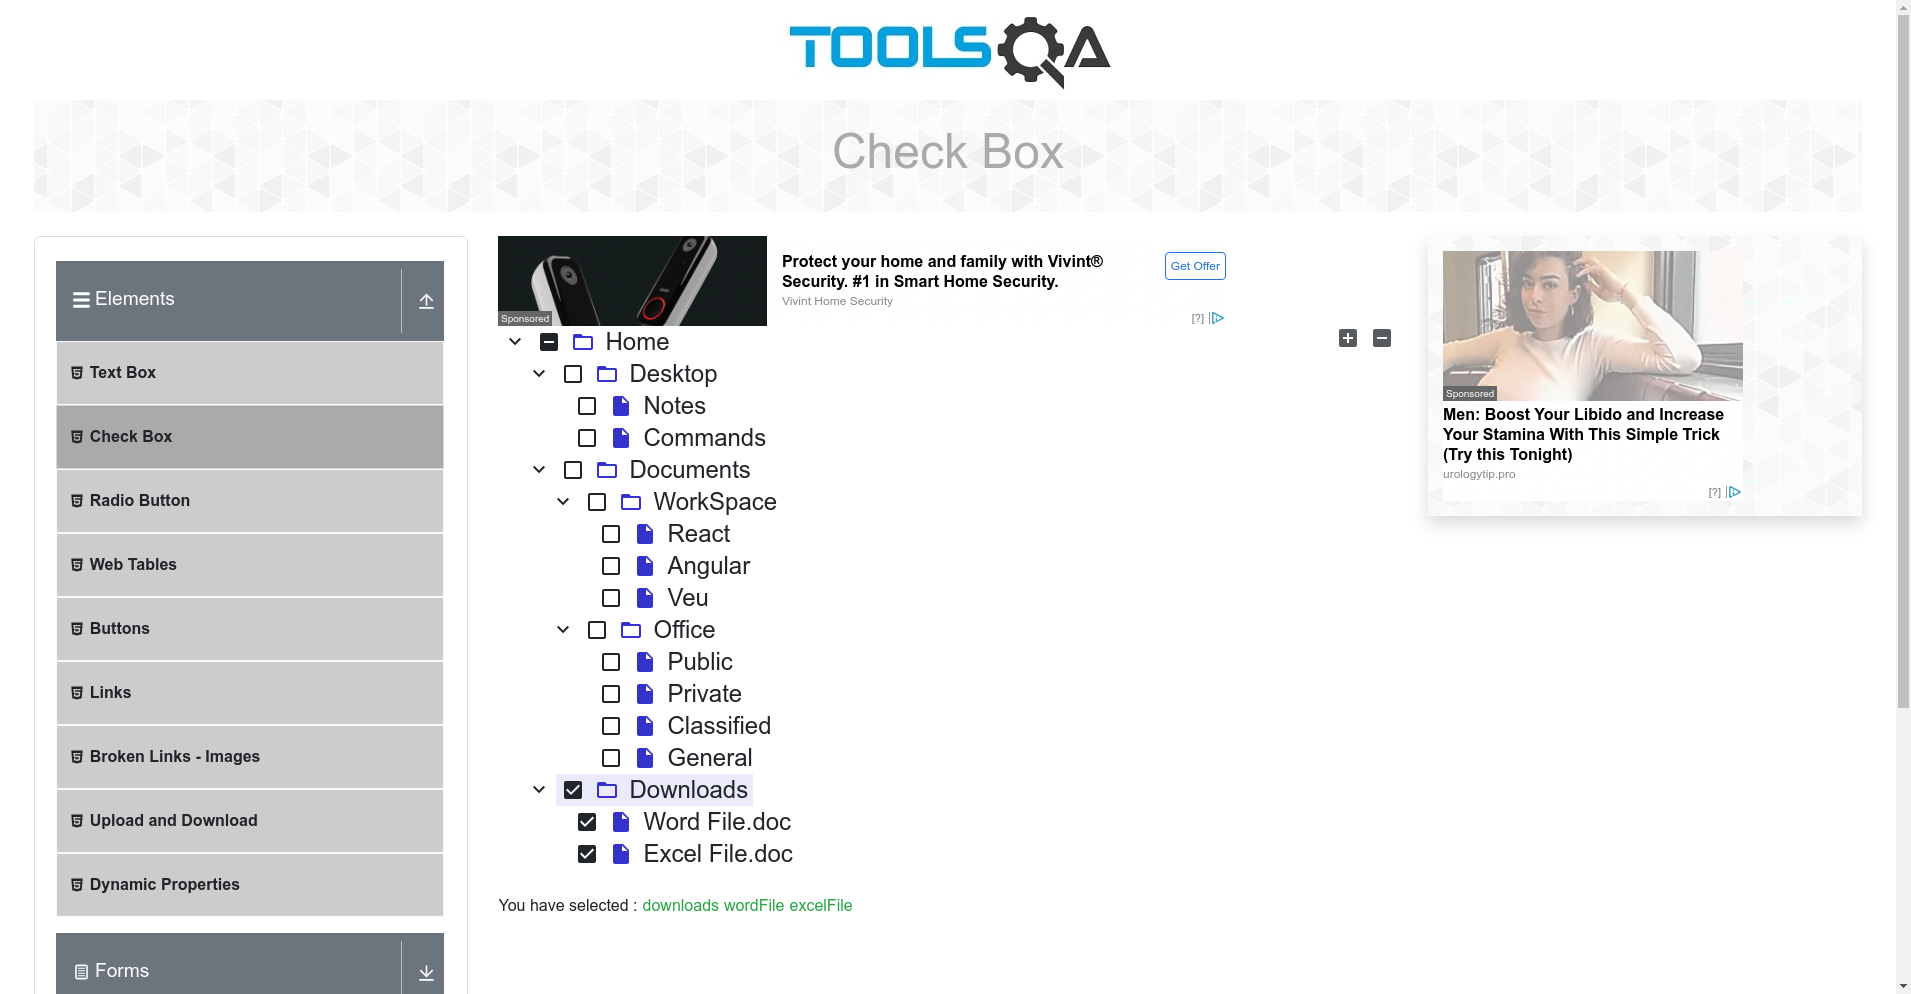 TOOLSQA
Check Box
Elements
Text Box
Check Box
Radio Button
Web Tables
Buttons
Links
Broken Links - Images
Upload and Download
Dynamic Properties
Forms
Sponsored
Protect your home and family with Vivint®
Security. #1 in Smart Home Security.
Vivint Home Security
Get Offer
[?]
Home
Desktop
Notes
Commands
Documents
WorkSpace
React
Angular
Veu
Office
Public
Private
Classified
General
Downloads
Word File.doc
Excel File.doc
You have selected : downloads wordFile excelFile
Sponsored
Men: Boost Your Libido and Increase
Your Stamina With This Simple Trick
(Try this Tonight)
urologytip.pro
[?]